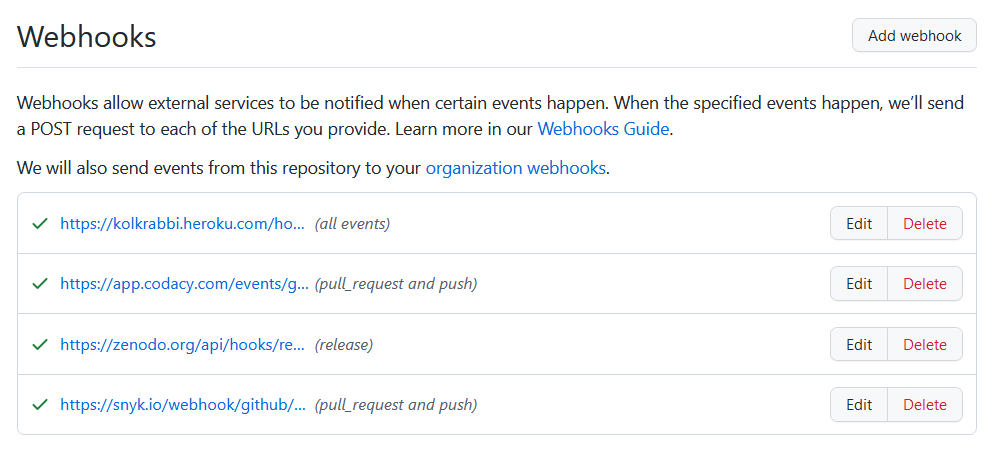 Webhooks
Add webhook
Webhooks allow external services to be notified when certain events happen. When the specified events happen, we’ll send
a POST request to each of the URLs you provide. Learn more in our Webhooks Guide.
We will also send events from this repository to your organization webhooks.
https://kolkrabbi.heroku.com/ho... (all events) Edit Delete
https://app.codacy.com/events/g... (pull_request and push) Edit Delete
https://zenodo.org/api/hooks/re... (release) Edit Delete
https://snyk.io/webhook/github/... (pull_request and push) Edit Delete